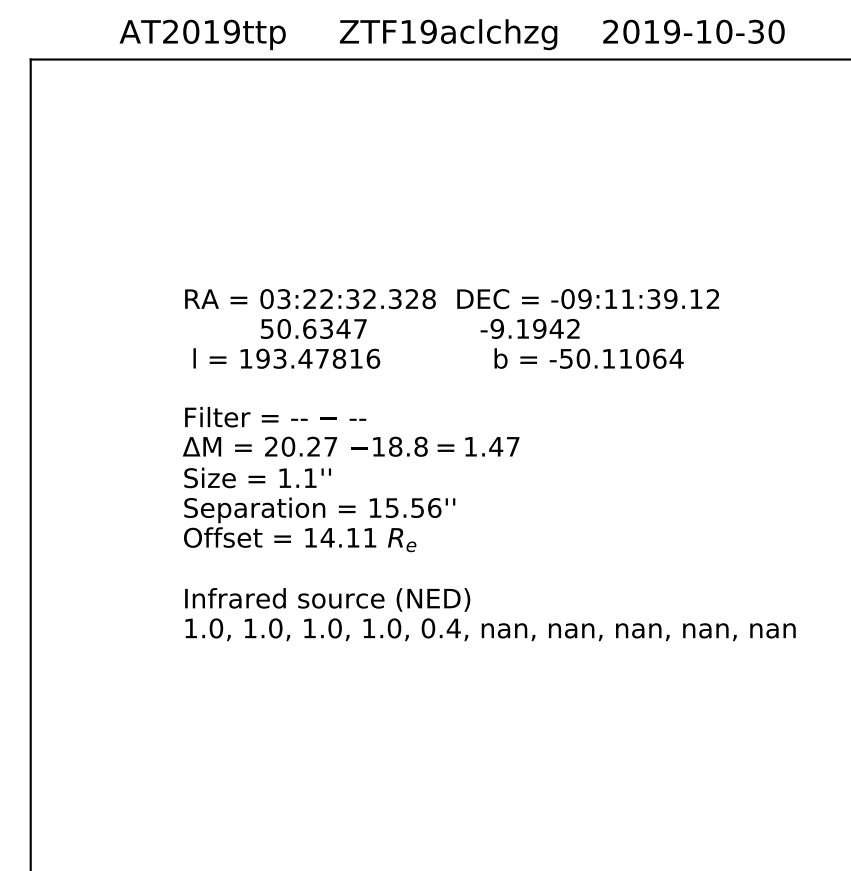 AT2019ttp ZTF19aclchzg 2019-10-30
RA = 03:22:32.328 DEC = -09:11:39.12
50.6347 -9.1942
l = 193.47816 b = -50.11064
Filter = -- − --
ΔM = 20.27 −18.8 = 1.47
Size = 1.1''
Separation = 15.56''
Offset = 14.11 Rₑ
Infrared source (NED)
1.0, 1.0, 1.0, 1.0, 0.4, nan, nan, nan, nan, nan